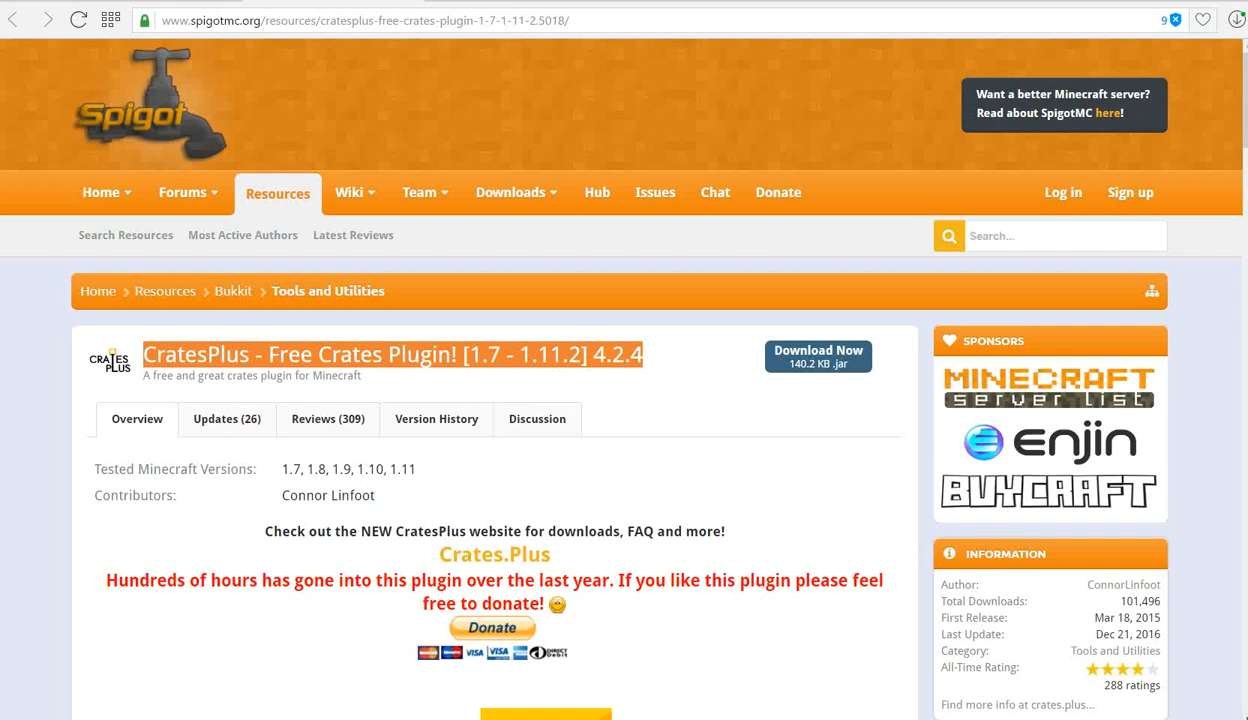 www.spigotmc.org/resources/cratesplus-free-crates-plugin-1-7-1-11-2.5018/
9
Spigot
Want a better Minecraft server?
Read about SpigotMC here!
Home Forums Resources Wiki Team Downloads Hub Issues Chat Donate Log in Sign up
Search Resources Most Active Authors Latest Reviews
Search...
Home Resources Bukkit Tools and Utilities
CRATES
PLUS
CratesPlus - Free Crates Plugin! [1.7 - 1.11.2] 4.2.4
A free and great crates plugin for Minecraft
Download Now
140.2 KB .jar
Overview Updates (26) Reviews (309) Version History Discussion
Tested Minecraft Versions: 1.7, 1.8, 1.9, 1.10, 1.11
Contributors: Connor Linfoot
Check out the NEW CratesPlus website for downloads, FAQ and more!
Crates.Plus
Hundreds of hours has gone into this plugin over the last year. If you like this plugin please feel
free to donate!
Donate
VISA VISA DIRECT Debit
SPONSORS
MINECRAFT
server list
enjin
BUYCRAFT
INFORMATION
Author: ConnorLinfoot
Total Downloads: 101,496
First Release: Mar 18, 2015
Last Update: Dec 21, 2016
Category: Tools and Utilities
All-Time Rating:
288 ratings
Find more info at crates.plus...